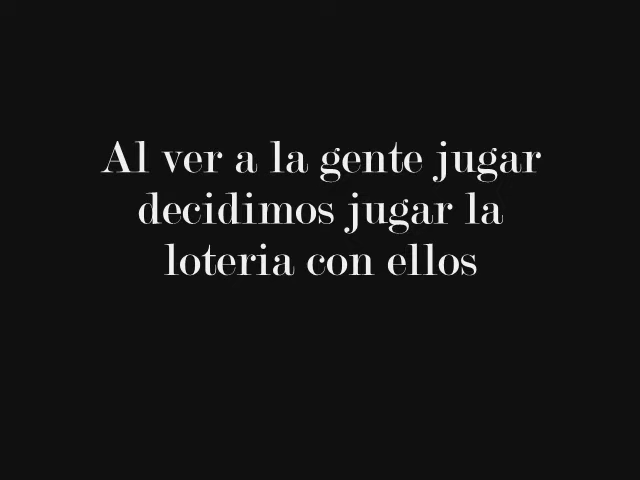 Al ver a la gente jugar
decidimos jugar la
loteria con ellos